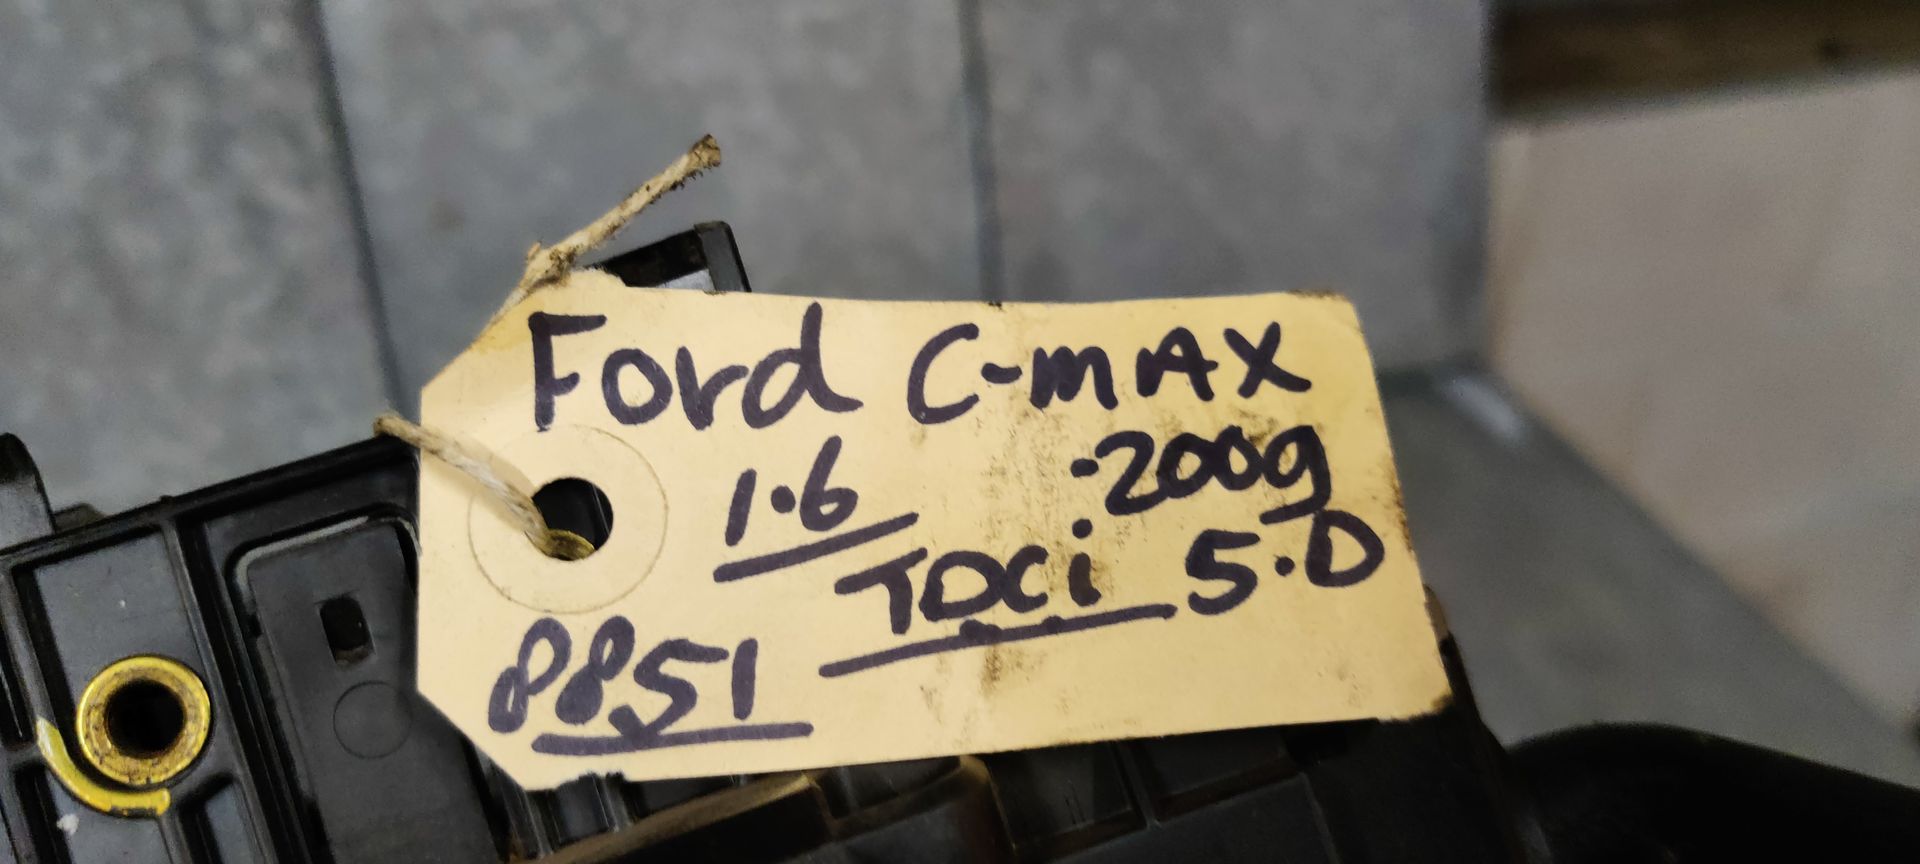 Ford C-MAX
1.6 .2009
TDCi 5.D
8851